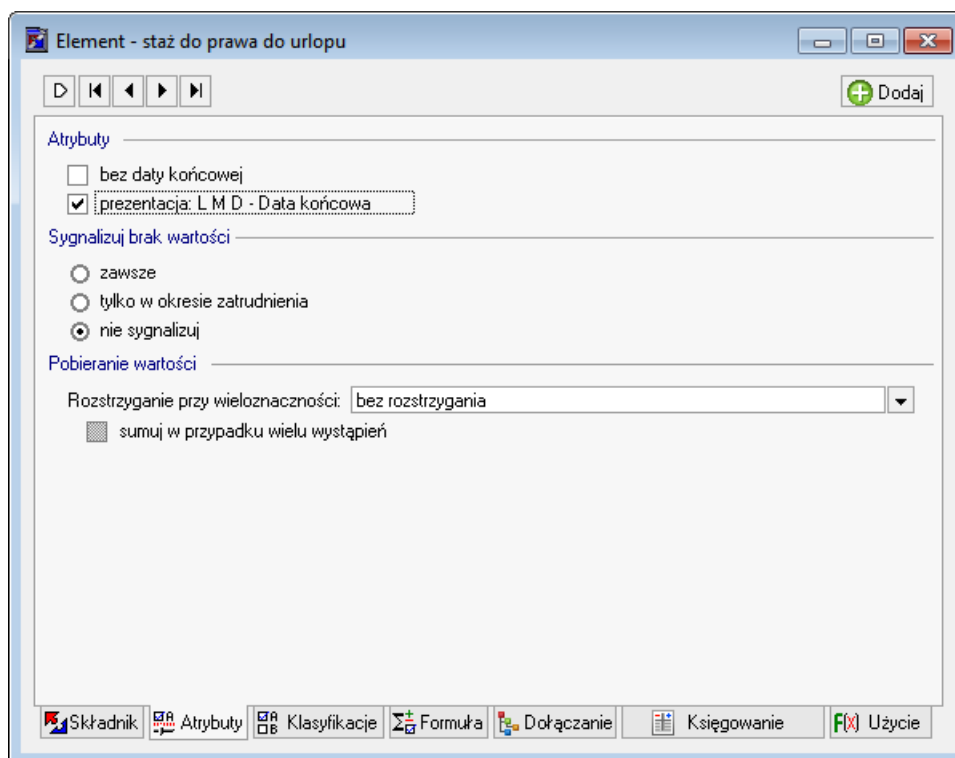 Element - staż do prawa do urlopu
D
Dodaj
Atrybuty
bez daty końcowej
prezentacja: L M D - Data końcowa
Sygnalizuj brak wartości
zawsze
tylko w okresie zatrudnienia
nie sygnalizuj
Pobieranie wartości
Rozstrzyganie przy wieloznaczności: bez rozstrzygania
sumuj w przypadku wielu wystąpień
Składnik Atrybuty Klasyfikacje Formuła Dołączanie Księgowanie F(X) Użycie